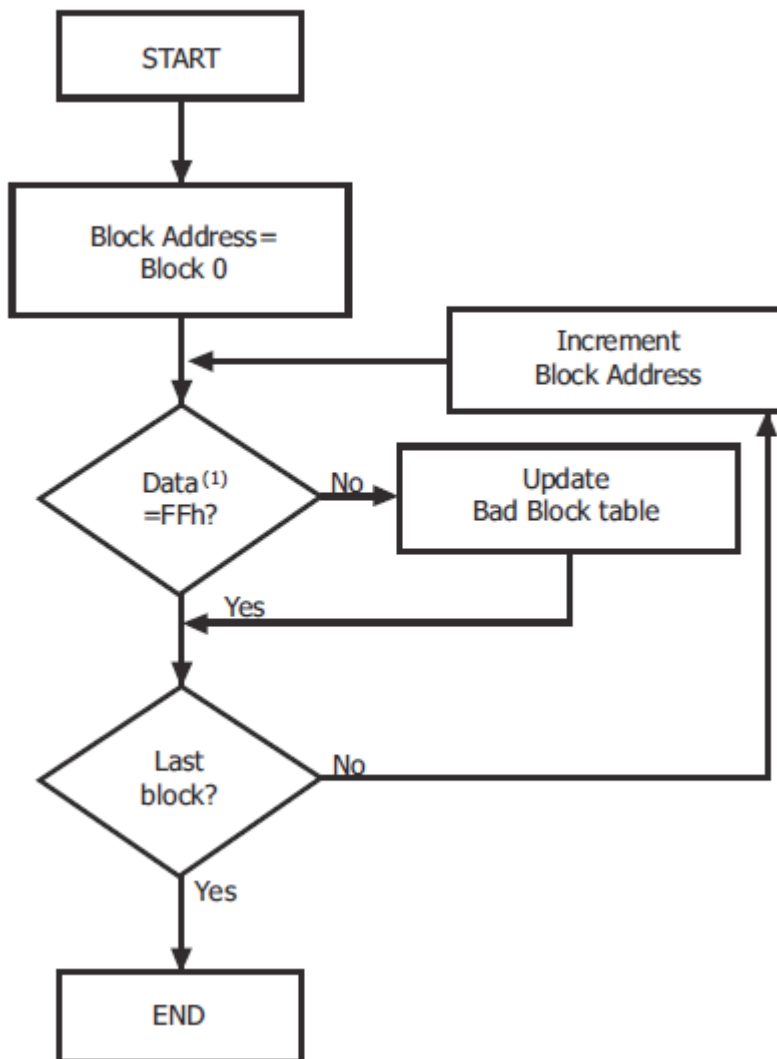 START
Block Address=
Block 0
Increment
Block Address
Data(1)
=FFh?
No
Update
Bad Block table
Yes
Last
block?
No
Yes
END